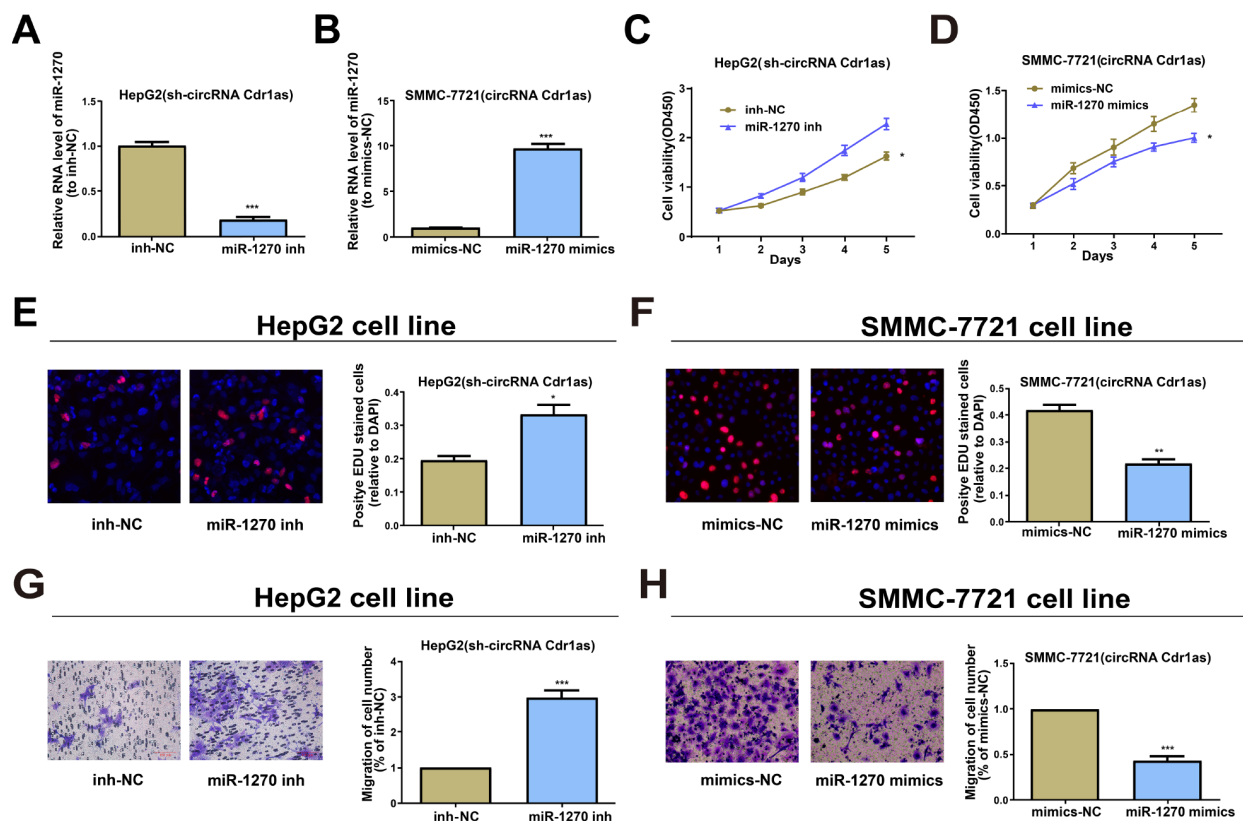 A
Relative RNA level of miR-1270
(to inh-NC)
HepG2(sh-circRNA Cdr1as)
1.5
1.0
0.5
0.0
***
inh-NC
miR-1270 inh
B
Relative RNA level of miR-1270
(to mimics-NC)
SMMC-7721(circRNA Cdr1as)
15
10
5
0
***
mimics-NC
miR-1270 mimics
C
HepG2(sh-circRNA Cdr1as)
Cell viability(OD450)
inh-NC
miR-1270 inh
3
2
1
0
*
1 2 3 4 5
Days
D
SMMC-7721(circRNA Cdr1as)
mimics-NC
miR-1270 mimics
Cell viability(OD450)
1.5
1.0
0.5
0.0
*
1 2 3 4 5
Days
E
HepG2 cell line
inh-NC
miR-1270 inh
HepG2(sh-circRNA Cdr1as)
Positye EDU stained cells
(relative to DAPI)
0.4
0.3
0.2
0.1
0.0
*
inh-NC
miR-1270 inh
F
SMMC-7721 cell line
mimics-NC
miR-1270 mimics
SMMC-7721(circRNA Cdr1as)
Positye EDU stained cells
(relative to DAPI)
0.5
0.4
0.3
0.2
0.1
0.0
**
mimics-NC
miR-1270 mimics
G
HepG2 cell line
inh-NC
miR-1270 inh
HepG2(sh-circRNA Cdr1as)
Migration of cell number
(% of inh-NC)
4
3
2
1
0
***
inh-NC
miR-1270 inh
H
SMMC-7721 cell line
mimics-NC
miR-1270 mimics
SMMC-7721(circRNA Cdr1as)
Migration of cell number
(% of mimics-NC)
1.5
1.0
0.5
0.0
***
mimics-NC
miR-1270 mimics